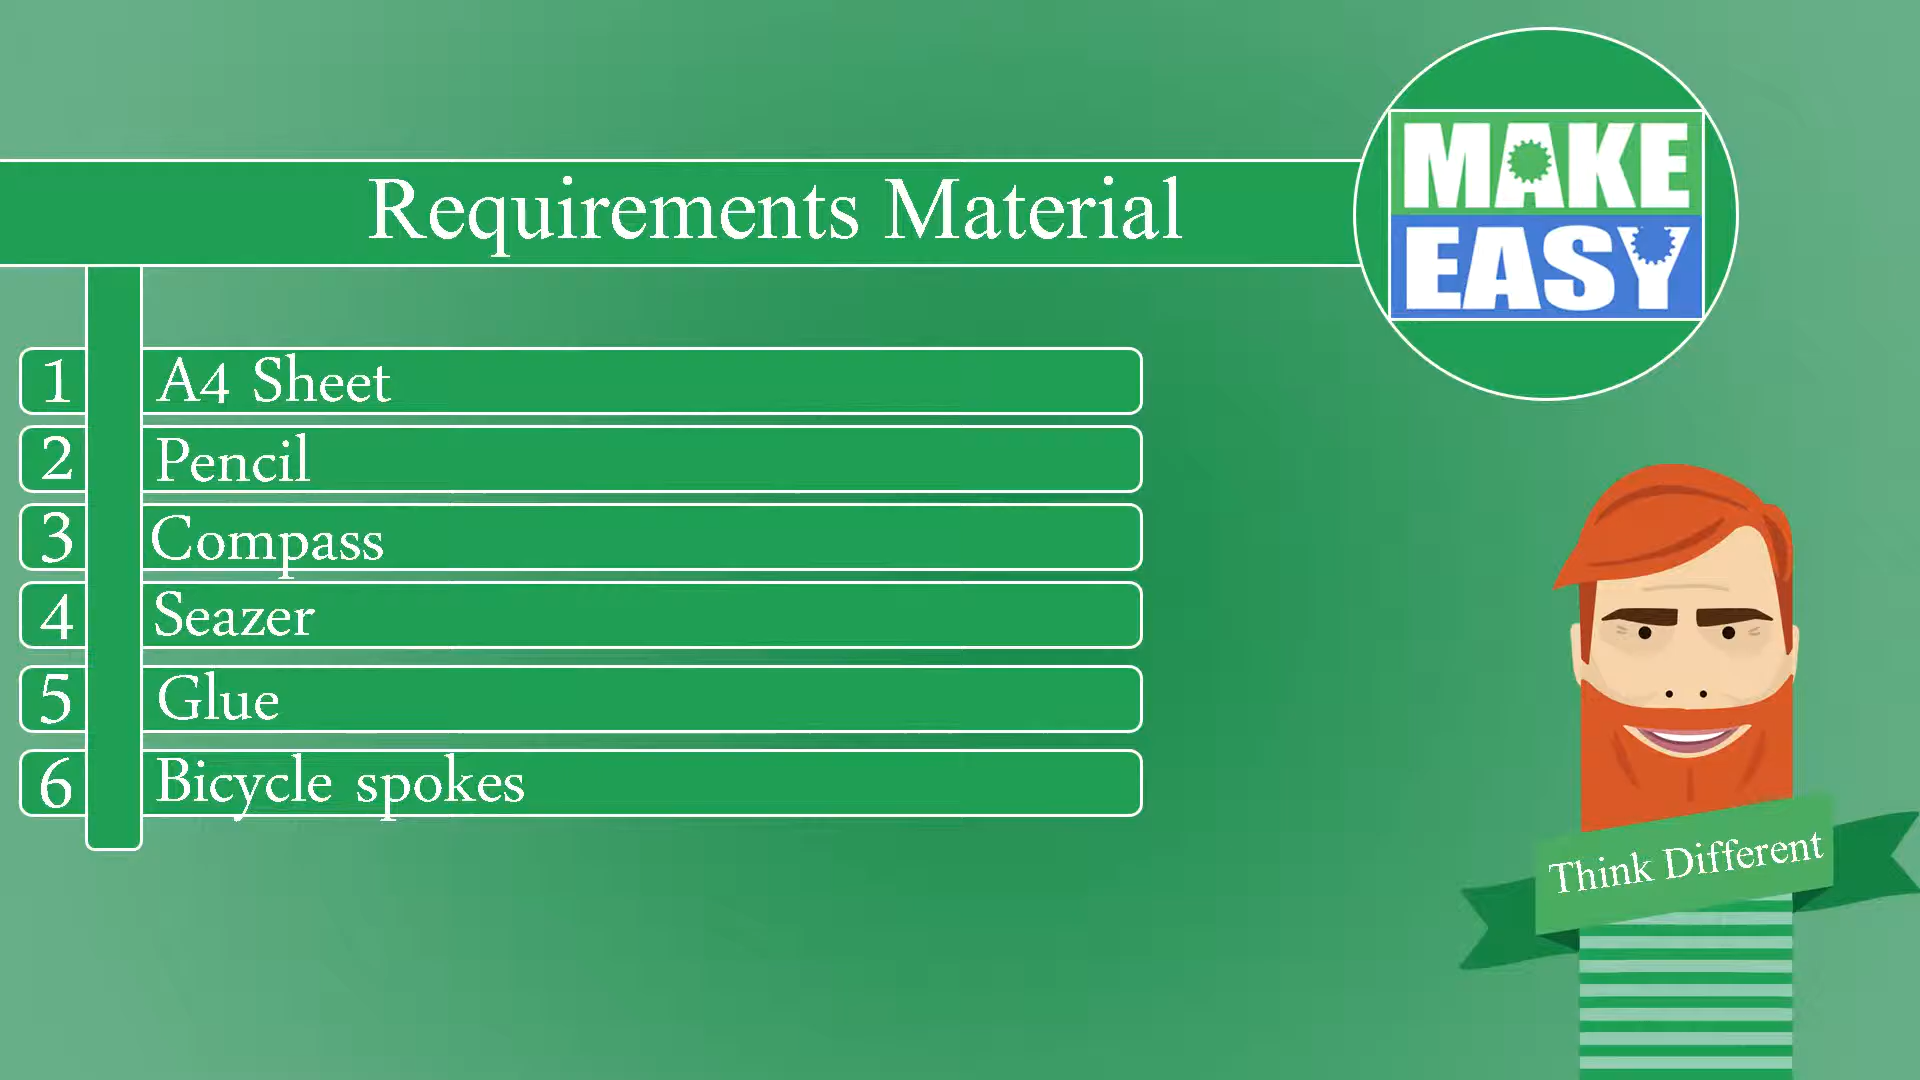 Requirements Material
MAKE
EASY
1 A4 Sheet
2 Pencil
3 Compass
4 Seazer
5 Glue
6 Bicycle spokes
Think Different